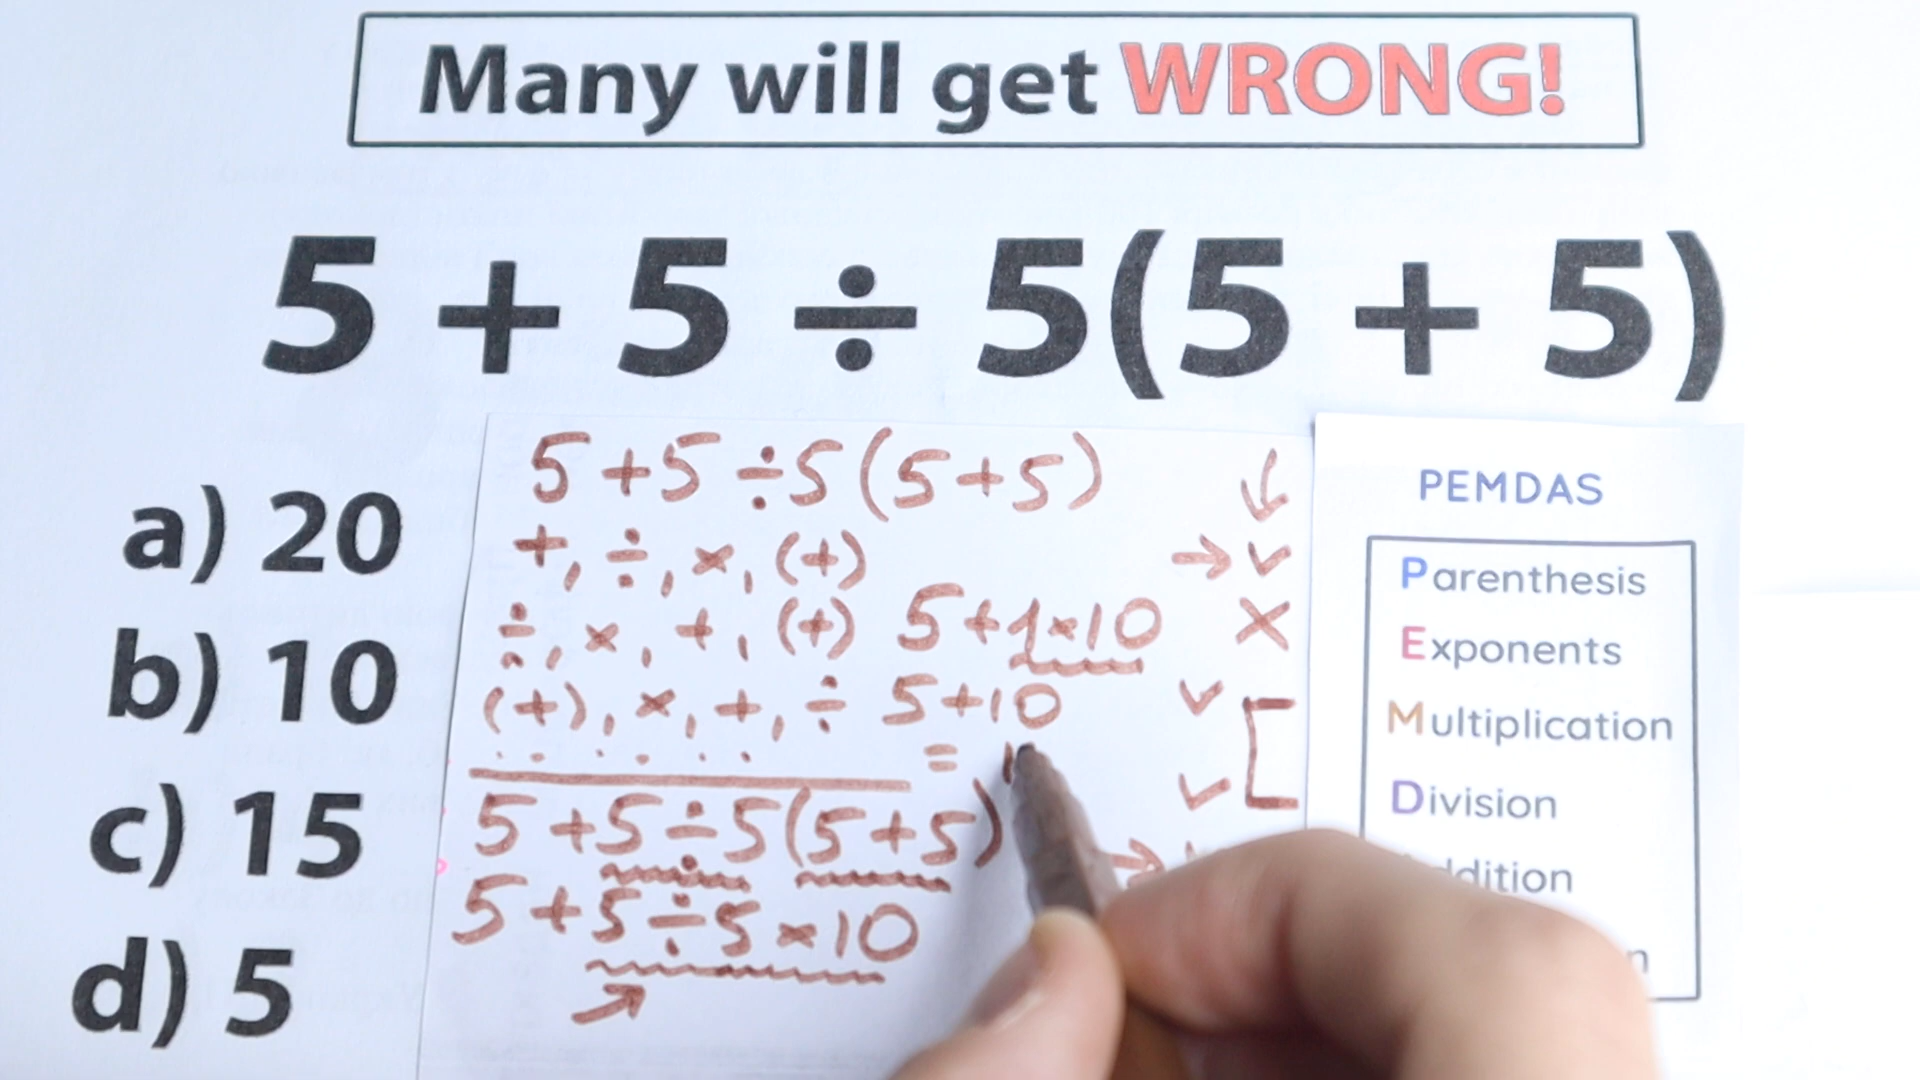 Many will get WRONG!
5 + 5 ÷ 5(5 + 5)
a) 20
b) 10
c) 15
d) 5
5 + 5 ÷ 5 (5 + 5)
+, ÷, ×, (+)
÷, ×, +, (+)
5 + 1 × 10
(+), ×, +, ÷
5 + 10
=
5 + 5 ÷ 5 (5 + 5)
5 + 5 ÷ 5 × 10
PEMDAS
Parenthesis
Exponents
Multiplication
Division
ddition
n